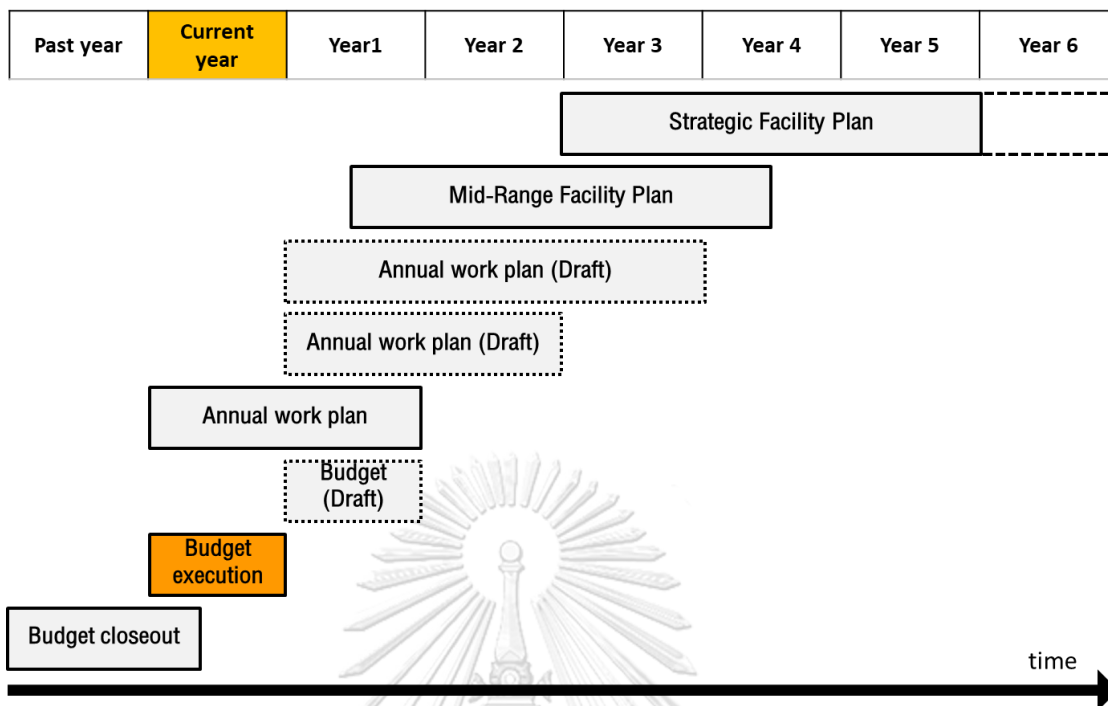 Past year
Current
year
Year1
Year 2
Year 3
Year 4
Year 5
Year 6
Strategic Facility Plan
Mid-Range Facility Plan
Annual work plan (Draft)
Annual work plan (Draft)
Annual work plan
Budget
(Draft)
Budget
execution
Budget closeout
time